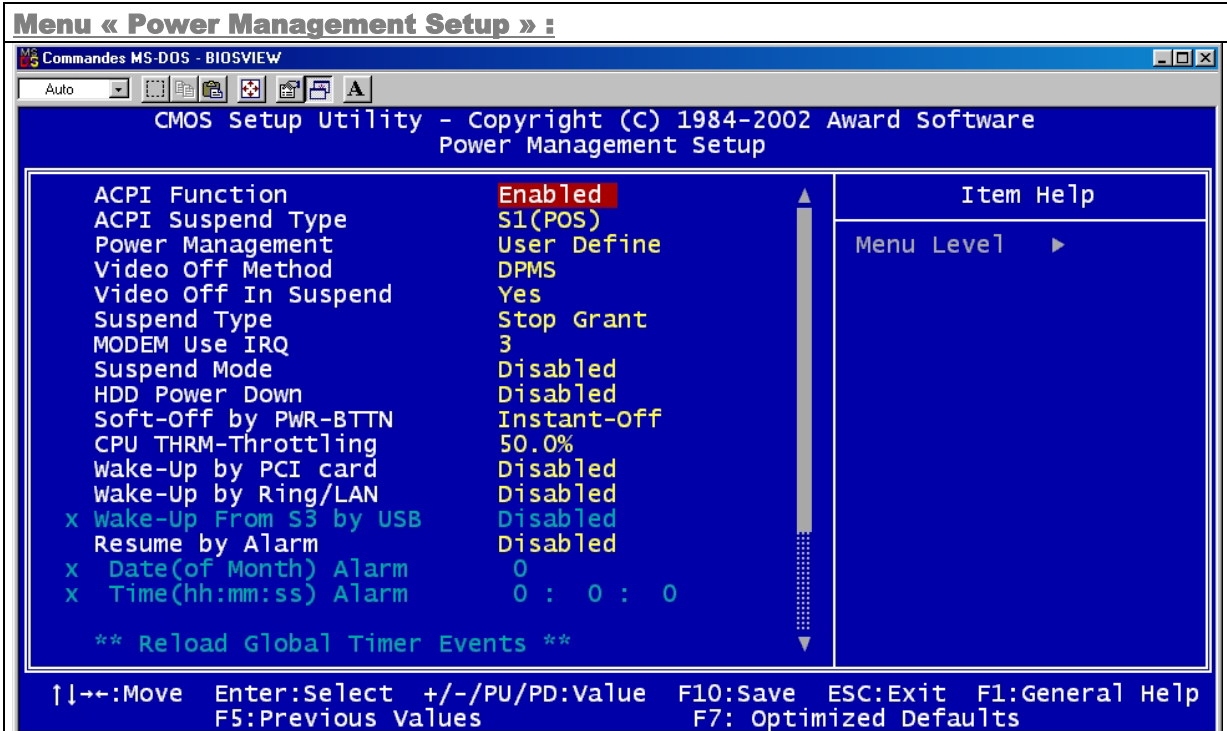 Menu « Power Management Setup » :
Commandes MS-DOS - BIOSVIEW
Auto A
CMOS Setup Utility - Copyright (C) 1984-2002 Award Software
Power Management Setup
ACPI Function Enabled
ACPI Suspend Type S1(POS)
Power Management User Define
Video Off Method DPMS
Video Off In Suspend Yes
Suspend Type Stop Grant
MODEM Use IRQ 3
Suspend Mode Disabled
HDD Power Down Disabled
Soft-Off by PWR-BTTN Instant-Off
CPU THRM-Throttling 50.0%
Wake-Up by PCI card Disabled
Wake-Up by Ring/LAN Disabled
x Wake-Up From S3 by USB Disabled
Resume by Alarm Disabled
x Date(of Month) Alarm 0
x Time(hh:mm:ss) Alarm 0 : 0 : 0
** Reload Global Timer Events **
Item Help
Menu Level ►
↑↓→←:Move Enter:Select +/-/PU/PD:Value F10:Save ESC:Exit F1:General Help
F5:Previous Values F7: Optimized Defaults